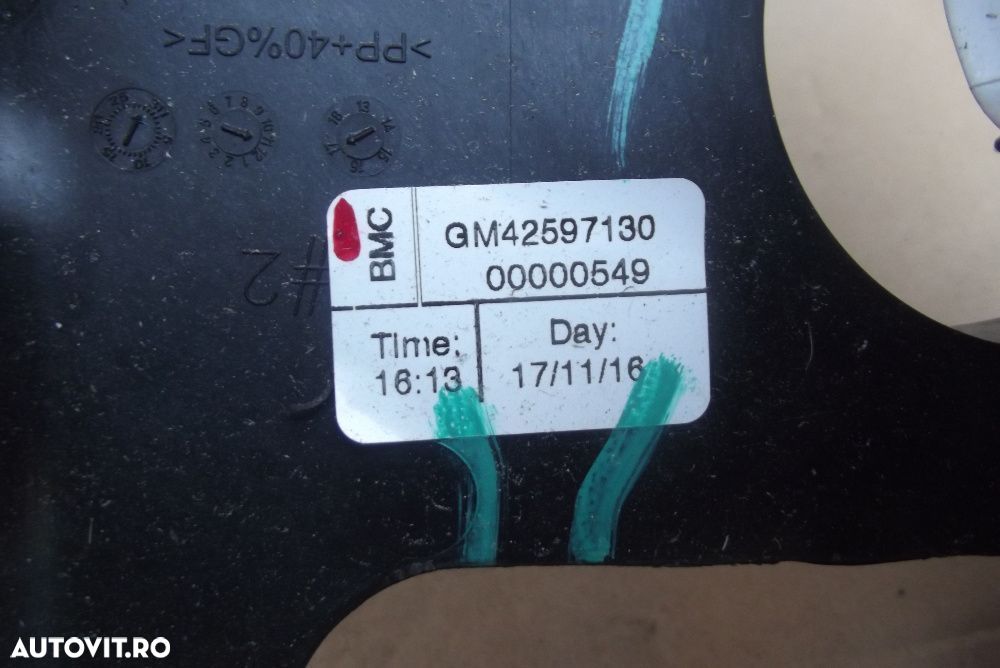 >PP+40%GF<
#2
BMC
GM42597130
00000549
Time:
16:13
Day:
17/11/16
AUTOVIT.RO